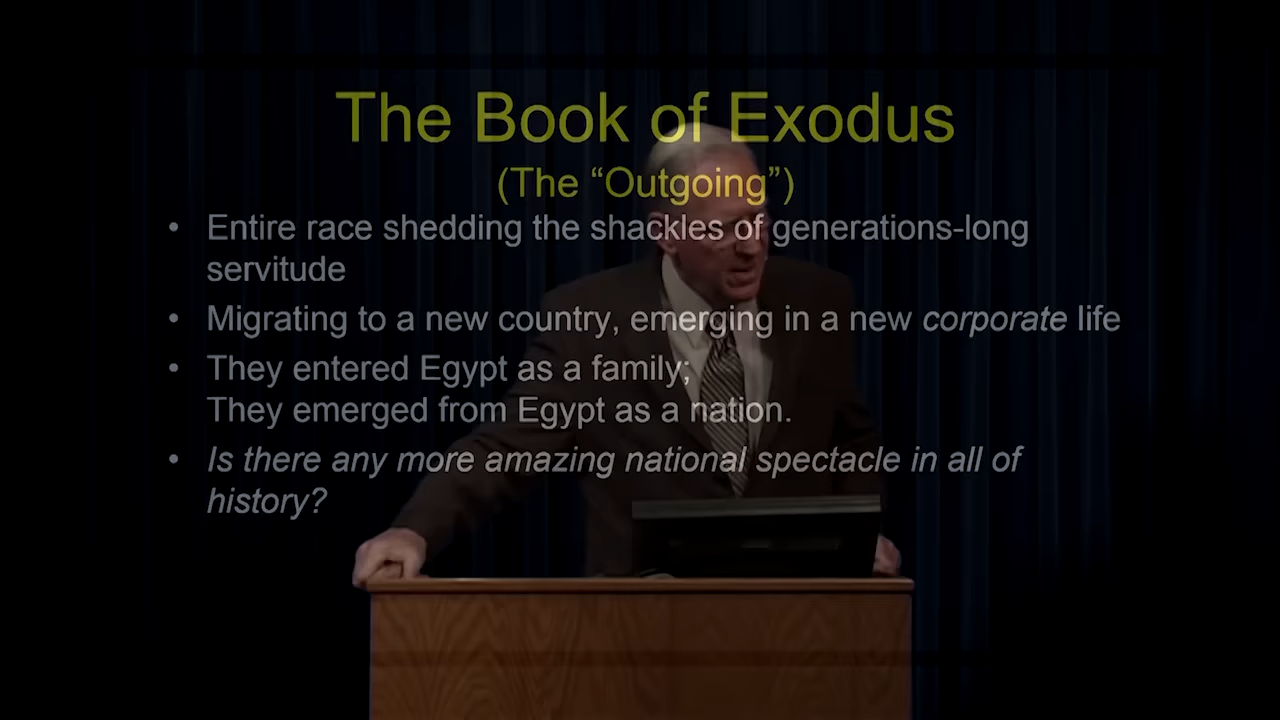 The Book of Exodus
(The “Outgoing”)
• Entire race shedding the shackles of generations-long
servitude
• Migrating to a new country, emerging in a new corporate life
• They entered Egypt as a family;
They emerged from Egypt as a nation.
• Is there any more amazing national spectacle in all of
history?